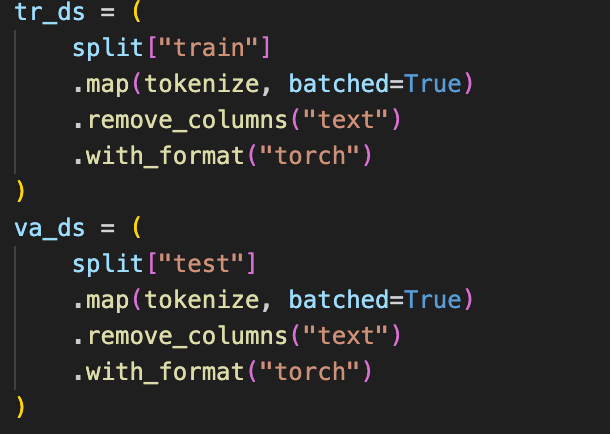 tr_ds = (
    split["train"]
    .map(tokenize, batched=True)
    .remove_columns("text")
    .with_format("torch")
)
va_ds = (
    split["test"]
    .map(tokenize, batched=True)
    .remove_columns("text")
    .with_format("torch")
)